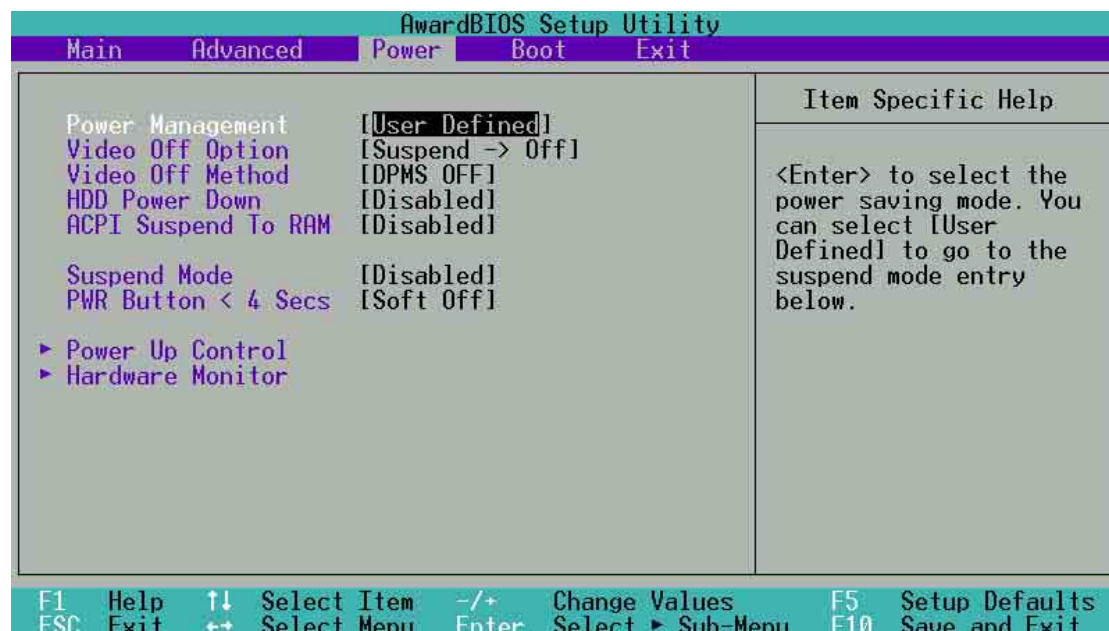 AwardBIOS Setup Utility
Main Advanced Power Boot Exit
Power Management [User Defined]
Video Off Option [Suspend -> Off]
Video Off Method [DPMS OFF]
HDD Power Down [Disabled]
ACPI Suspend To RAM [Disabled]
Suspend Mode [Disabled]
PWR Button < 4 Secs [Soft Off]
► Power Up Control
► Hardware Monitor
Item Specific Help
<Enter> to select the
power saving mode. You
can select [User
Defined] to go to the
suspend mode entry
below.
F1 Help ↑↓ Select Item -/+ Change Values F5 Setup Defaults
ESC Exit ←→ Select Menu Enter Select ► Sub-Menu F10 Save and Exit